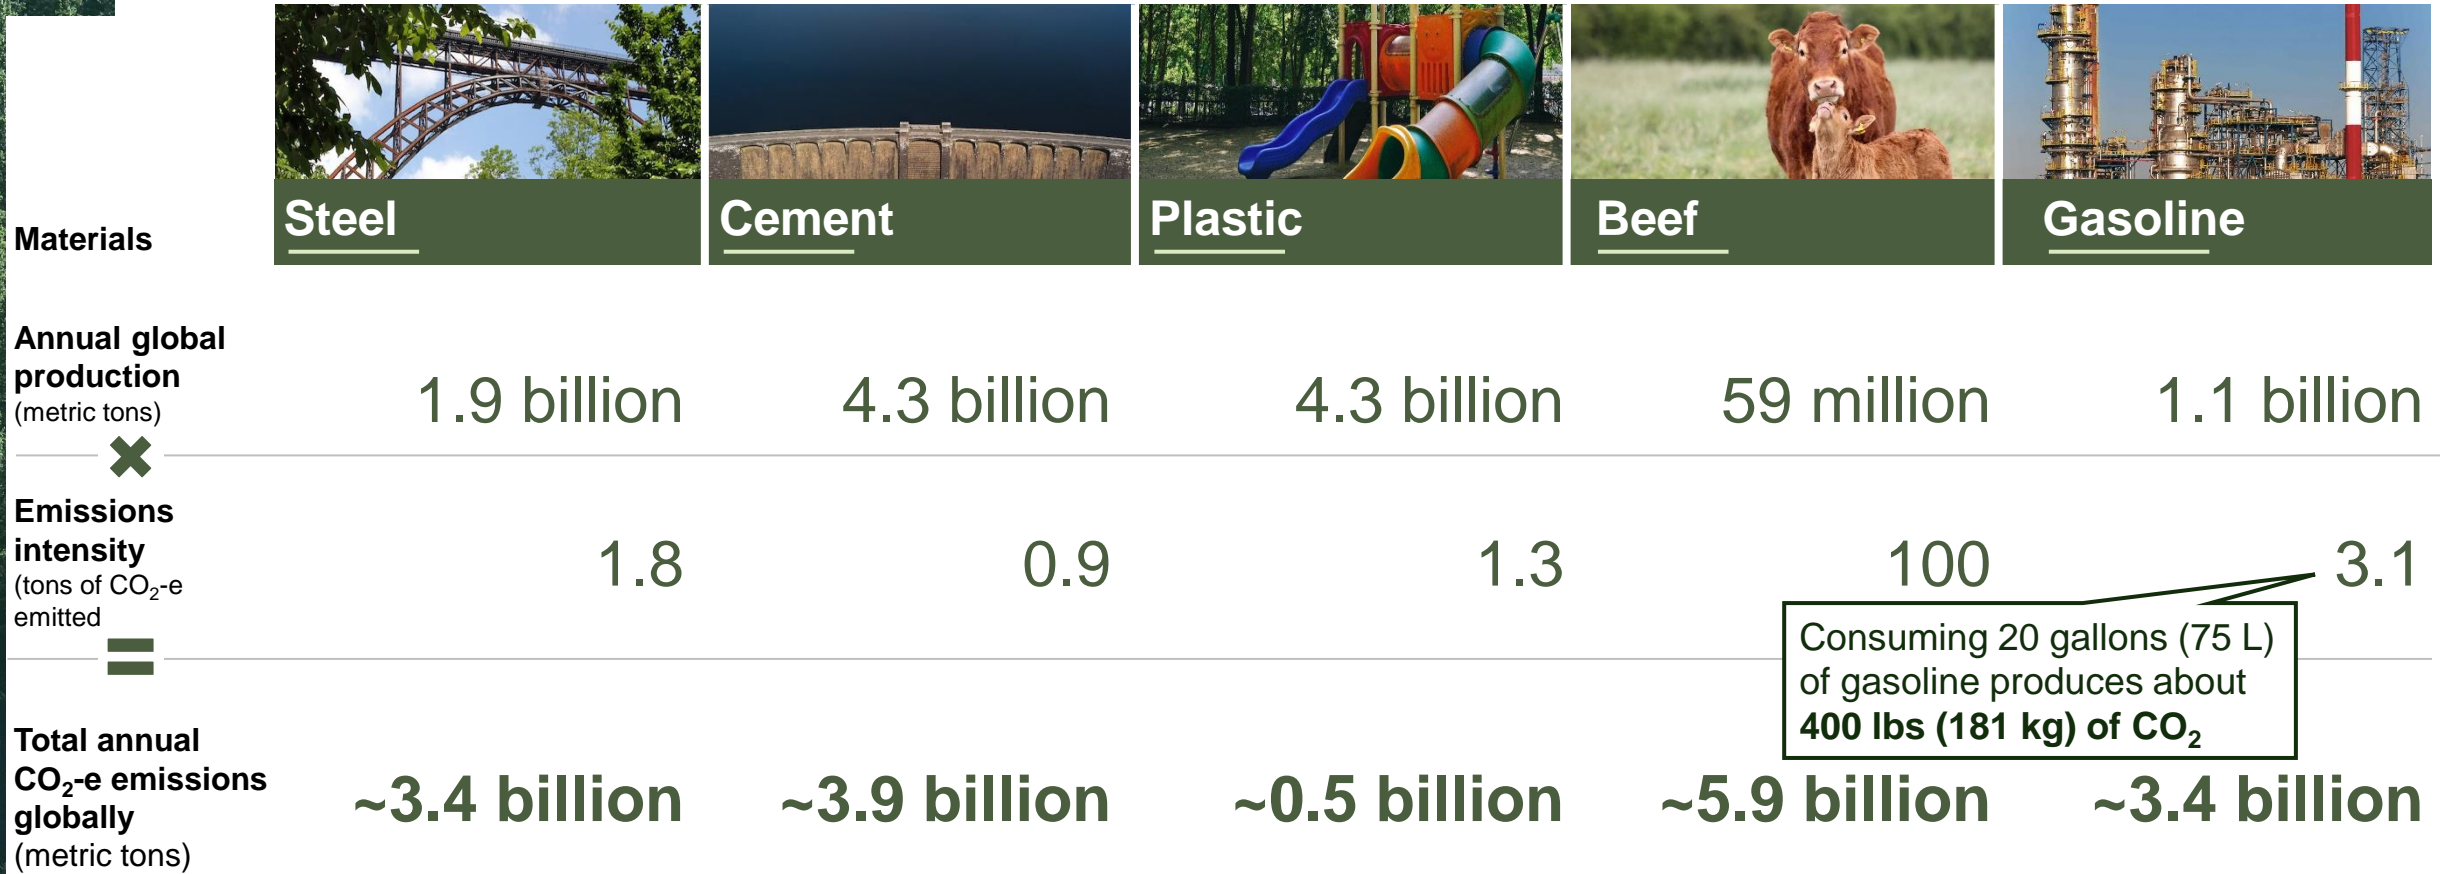 Materials
Steel
Cement
Plastic
Beef
Gasoline
Annual global
production
(metric tons)
1.9 billion
4.3 billion
4.3 billion
59 million
1.1 billion
Emissions
intensity
(tons of CO₂-e
emitted
1.8
0.9
1.3
100
3.1
Consuming 20 gallons (75 L)
of gasoline produces about
400 lbs (181 kg) of CO₂
Total annual
CO₂-e emissions
globally
(metric tons)
~3.4 billion
~3.9 billion
~0.5 billion
~5.9 billion
~3.4 billion